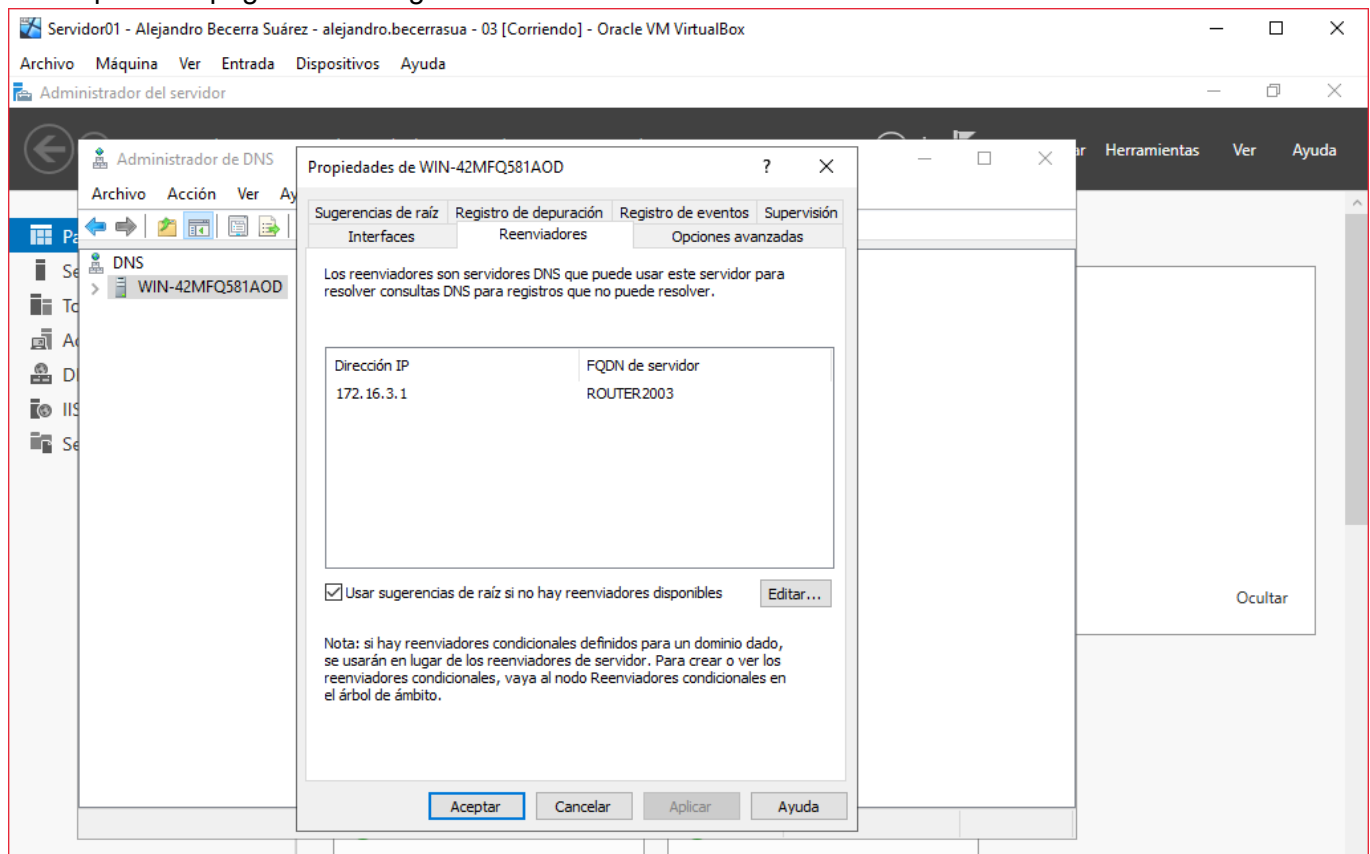 Servidor01 - Alejandro Becerra Suárez - alejandro.becerrasua - 03 [Corriendo] - Oracle VM VirtualBox
Archivo Máquina Ver Entrada Dispositivos Ayuda
Administrador del servidor
Herramientas Ver Ayuda
Administrador de DNS
Archivo Acción Ver
DNS
WIN-42MFQ581AOD
Propiedades de WIN-42MFQ581AOD ?
Sugerencias de raíz Registro de depuración Registro de eventos Supervisión
Interfaces Reenviadores Opciones avanzadas
Los reenviadores son servidores DNS que puede usar este servidor para
resolver consultas DNS para registros que no puede resolver.
Dirección IP FQDN de servidor
172.16.3.1 ROUTER2003
Usar sugerencias de raíz si no hay reenviadores disponibles Editar...
Nota: si hay reenviadores condicionales definidos para un dominio dado,
se usarán en lugar de los reenviadores de servidor. Para crear o ver los
reenviadores condicionales, vaya al nodo Reenviadores condicionales en
el árbol de ámbito.
Aceptar Cancelar Aplicar Ayuda
Ocultar